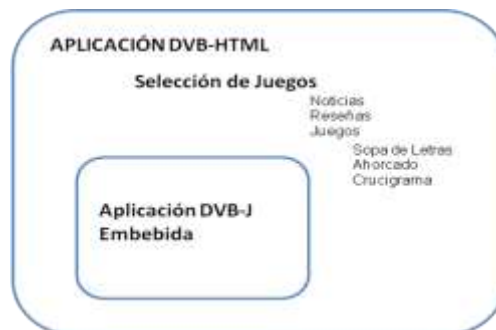 APLICACIÓN DVB-HTML
Selección de Juegos
Noticias
Reseñas
Juegos
Sopa de Letras
Ahorcado
Crucigrama
Aplicación DVB-J
Embebida